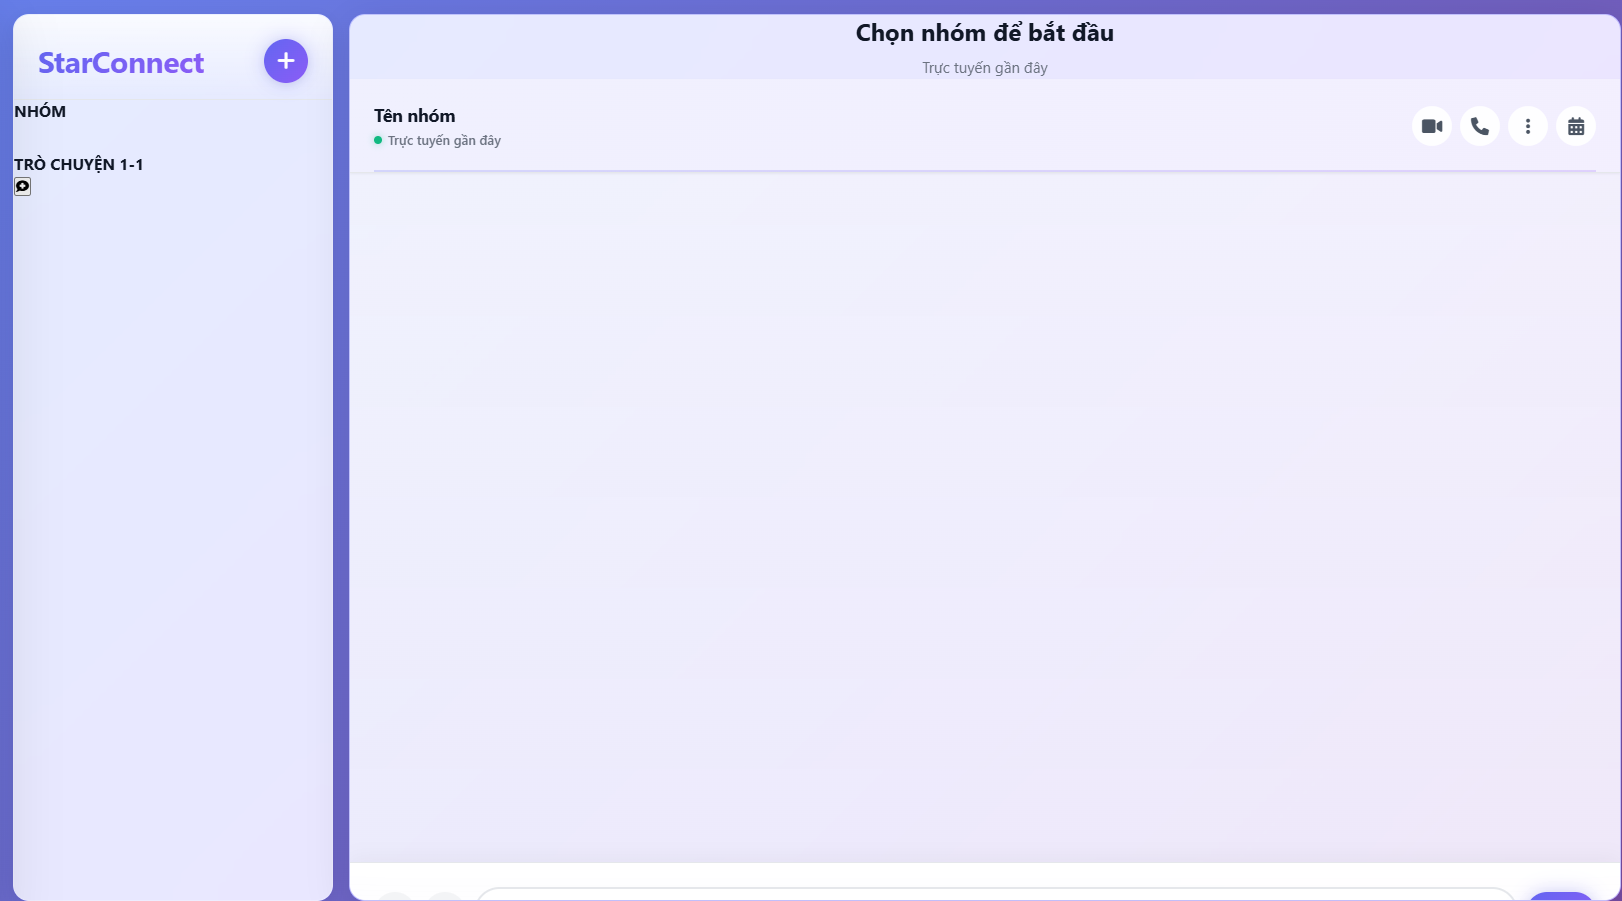 StarConnect
NHÓM
TRÒ CHUYỆN 1-1
Chọn nhóm để bắt đầu
Trực tuyến gần đây
Tên nhóm
Trực tuyến gần đây